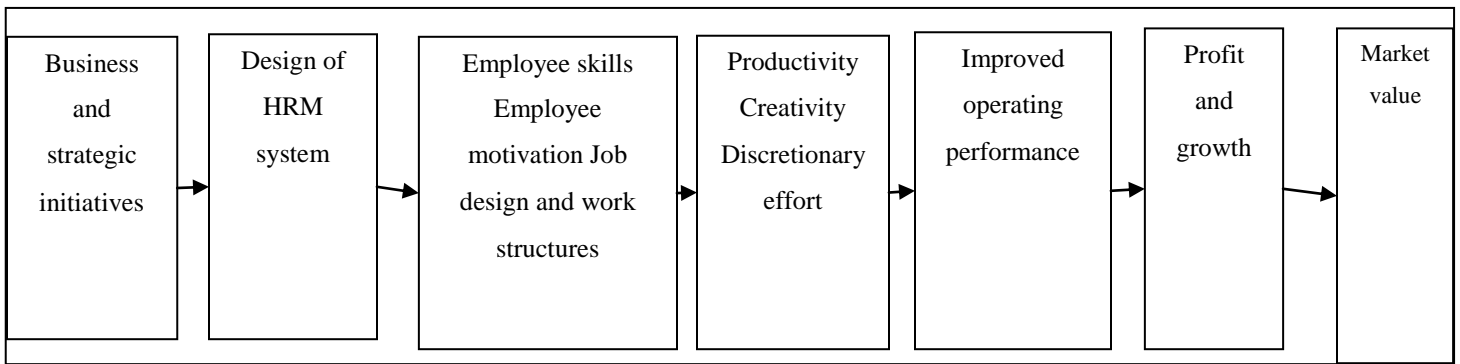 Business
and
strategic
initiatives
Design of
HRM
system
Employee skills
Employee
motivation Job
design and work
structures
Productivity
Creativity
Discretionary
effort
Improved
operating
performance
Profit
and
growth
Market
value